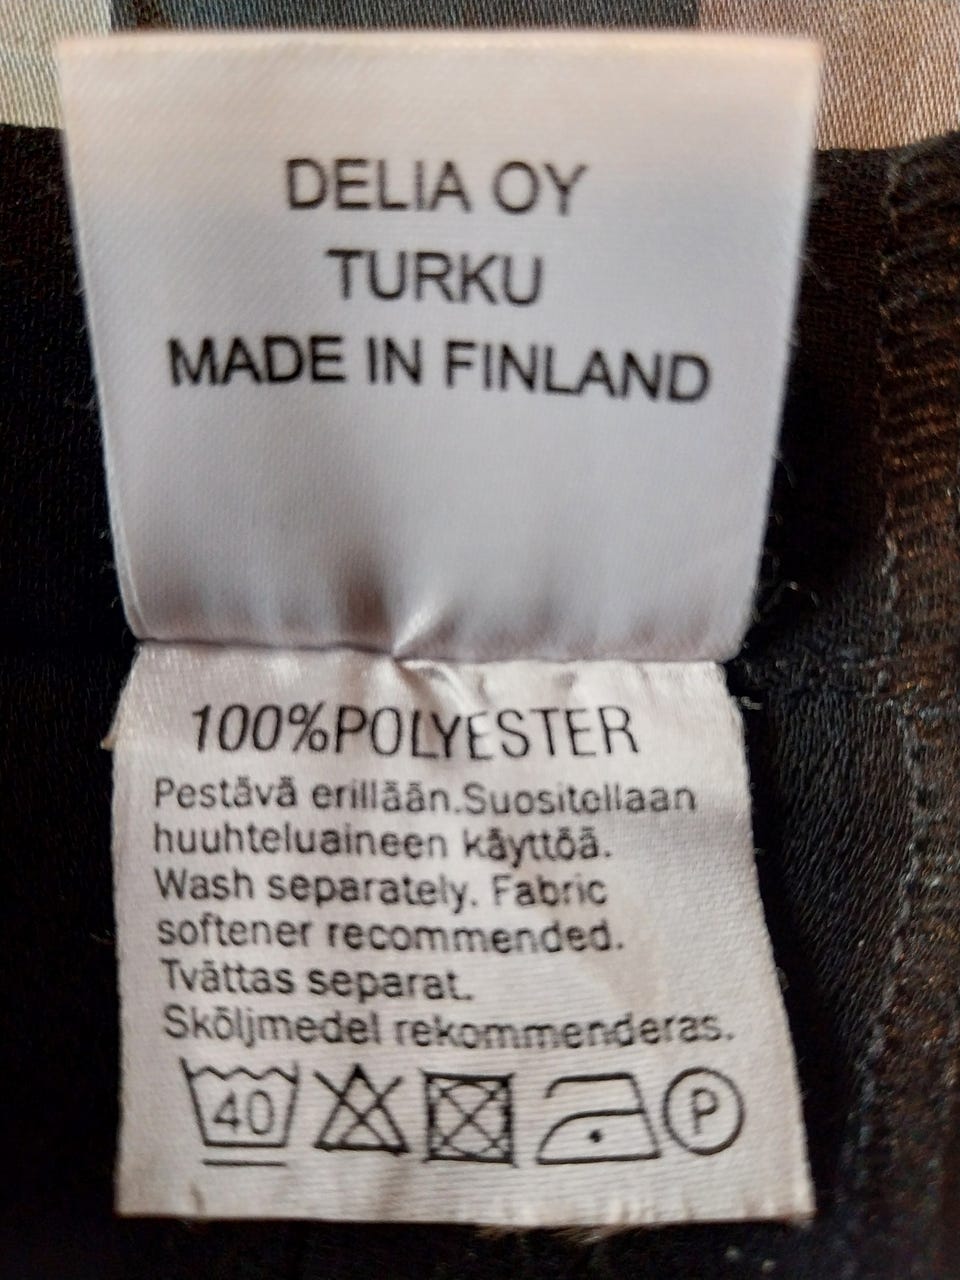 DELIA OY
TURKU
MADE IN FINLAND
100%POLYESTER
Pestävä erillään.Suositellaan
huuhteluaineen käyttöä.
Wash separately. Fabric
softener recommended.
Tvättas separat.
Sköljmedel rekommenderas.
40 P